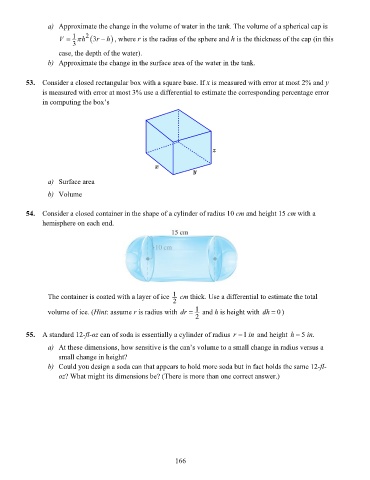 a) Approximate the change in the volume of water in the tank. The volume of a spherical cap is
V = 1/3 πh²(3r − h), where r is the radius of the sphere and h is the thickness of the cap (in this
case, the depth of the water).
b) Approximate the change in the surface area of the water in the tank.
53. Consider a closed rectangular box with a square base. If x is measured with error at most 2% and y
is measured with error at most 3% use a differential to estimate the corresponding percentage error
in computing the box's
x
x
y
a) Surface area
b) Volume
54. Consider a closed container in the shape of a cylinder of radius 10 cm and height 15 cm with a
hemisphere on each end.
15 cm
10 cm
The container is coated with a layer of ice 1/2 cm thick. Use a differential to estimate the total
volume of ice. (Hint: assume r is radius with dr = 1/2 and h is height with dh = 0 )
55. A standard 12-fl-oz can of soda is essentially a cylinder of radius r = 1 in and height h = 5 in.
a) At these dimensions, how sensitive is the can's volume to a small change in radius versus a
small change in height?
b) Could you design a soda can that appears to hold more soda but in fact holds the same 12-fl-
oz? What might its dimensions be? (There is more than one correct answer.)
166